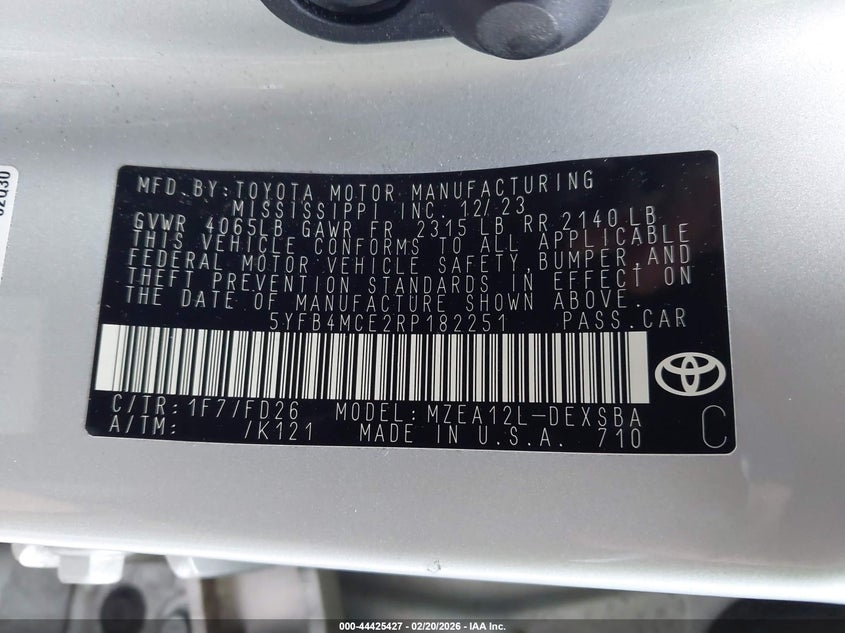 02Q30
MFD. BY: TOYOTA MOTOR MANUFACTURING
MISSISSIPPI INC. 12/23
GVWR 4065LB GAWR FR 2315 LB RR 2140 LB
THIS VEHICLE CONFORMS TO ALL APPLICABLE
FEDERAL MOTOR VEHICLE SAFETY, BUMPER, AND
THEFT PREVENTION STANDARDS IN EFFECT ON
THE DATE OF MANUFACTURE SHOWN ABOVE.
5YFB4MCE2RP182251 PASS. CAR
C/TR: 1F7/FD26 MODEL: MZEA12L-DEXSBA
A/TM: /K121 MADE IN U.S.A. 710 C
000-44425427 - 02/20/2026 - IAA Inc.